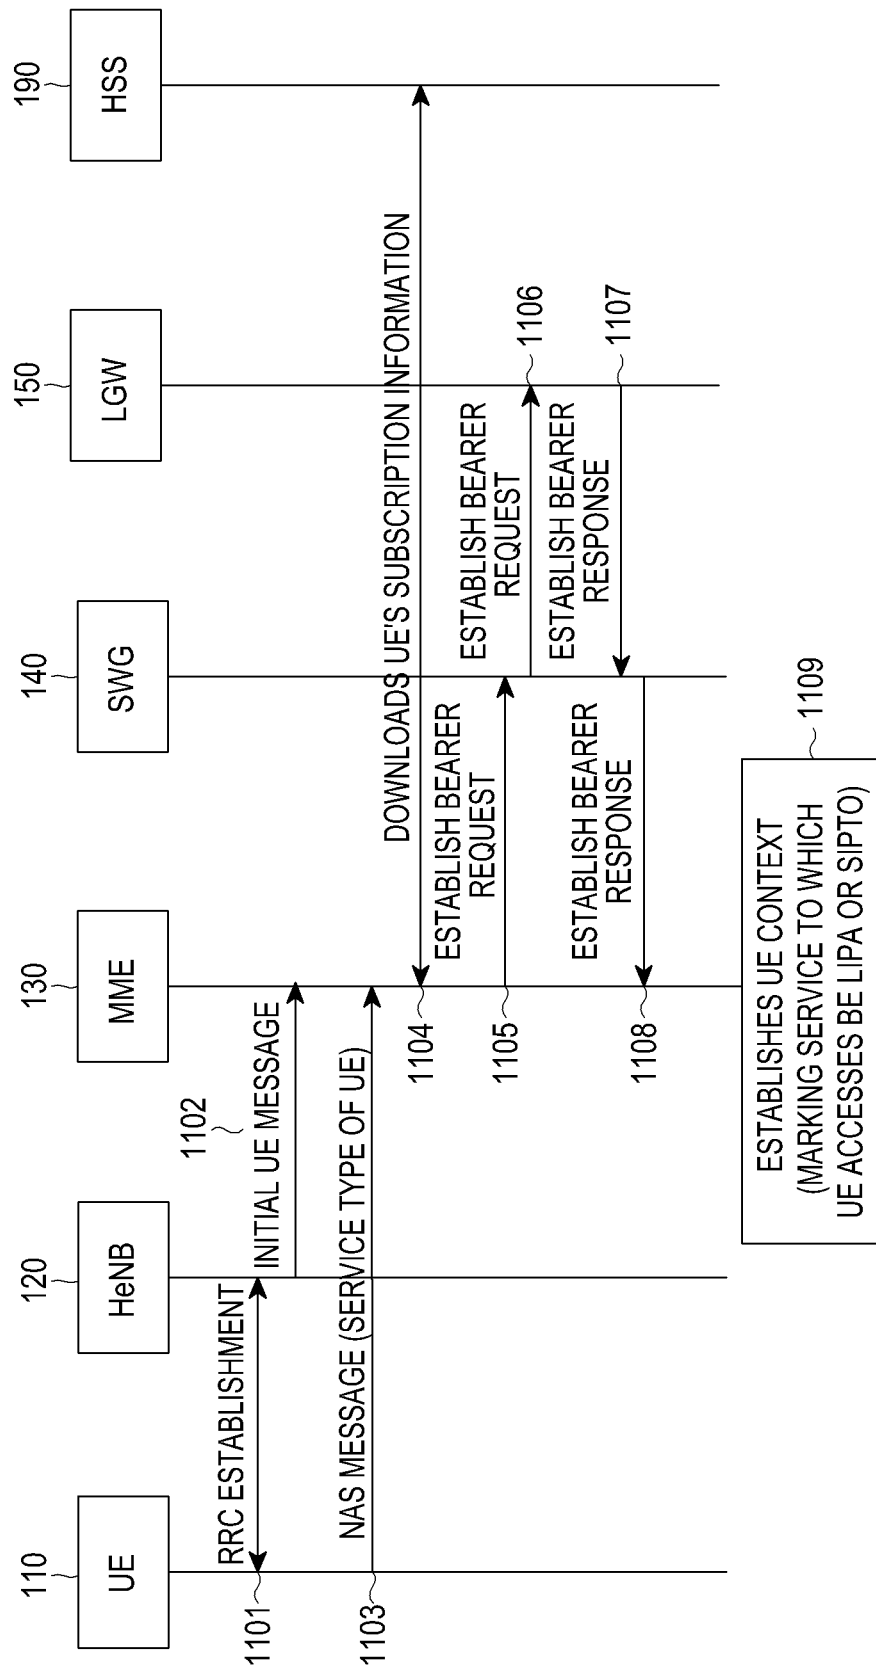 110
120
130
140
150
190
UE
HeNB
MME
SWG
LGW
HSS
1101
RRC ESTABLISHMENT
1102
INITIAL UE MESSAGE
1103
NAS MESSAGE (SERVICE TYPE OF UE)
1104
DOWNLOADS UE'S SUBSCRIPTION INFORMATION
1105
ESTABLISH BEARER
REQUEST
ESTABLISH BEARER
REQUEST
1106
ESTABLISH BEARER
RESPONSE
1107
1108
ESTABLISH BEARER
RESPONSE
1109
ESTABLISHES UE CONTEXT
(MARKING SERVICE TO WHICH
UE ACCESSES BE LIPA OR SIPTO)